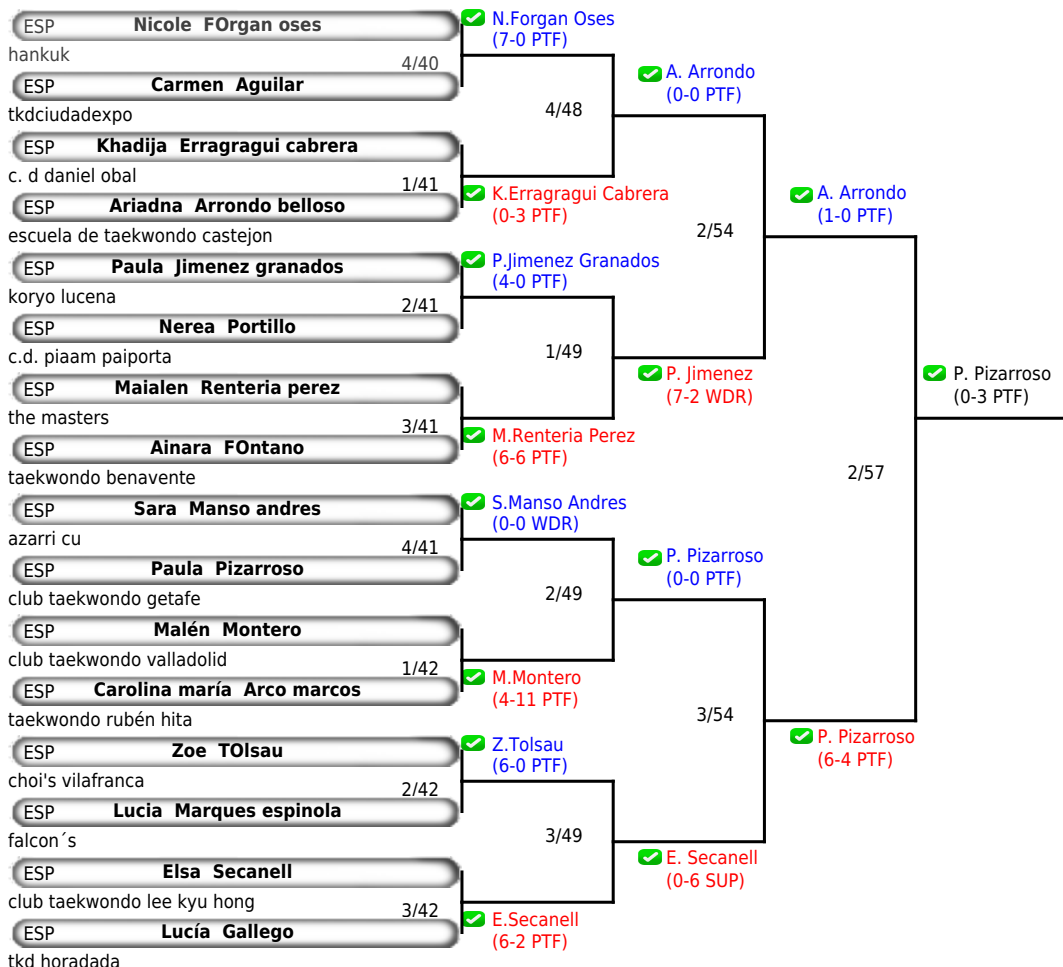 ESP Nicole FOrgan oses
hankuk
4/40
ESP Carmen Aguilar
tkdciudadexpo
ESP Khadija Erragragui cabrera
c. d daniel obal
1/41
ESP Ariadna Arrondo belloso
escuela de taekwondo castejon
ESP Paula Jimenez granados
koryo lucena
2/41
ESP Nerea Portillo
c.d. piaam paiporta
ESP Maialen Renteria perez
the masters
3/41
ESP Ainara FOntano
taekwondo benavente
ESP Sara Manso andres
azarri cu
4/41
ESP Paula Pizarroso
club taekwondo getafe
ESP Malén Montero
club taekwondo valladolid
1/42
ESP Carolina maría Arco marcos
taekwondo rubén hita
ESP Zoe TOlsau
choi's vilafranca
2/42
ESP Lucia Marques espinola
falcon´s
ESP Elsa Secanell
club taekwondo lee kyu hong
3/42
ESP Lucía Gallego
tkd horadada
N.Forgan Oses
(7-0 PTF)
4/48
K.Erragragui Cabrera
(0-3 PTF)
P.Jimenez Granados
(4-0 PTF)
1/49
M.Renteria Perez
(6-6 PTF)
S.Manso Andres
(0-0 WDR)
2/49
M.Montero
(4-11 PTF)
Z.Tolsau
(6-0 PTF)
3/49
E.Secanell
(6-2 PTF)
A. Arrondo
(0-0 PTF)
2/54
P. Jimenez
(7-2 WDR)
P. Pizarroso
(0-0 PTF)
3/54
E. Secanell
(0-6 SUP)
A. Arrondo
(1-0 PTF)
2/57
P. Pizarroso
(6-4 PTF)
P. Pizarroso
(0-3 PTF)